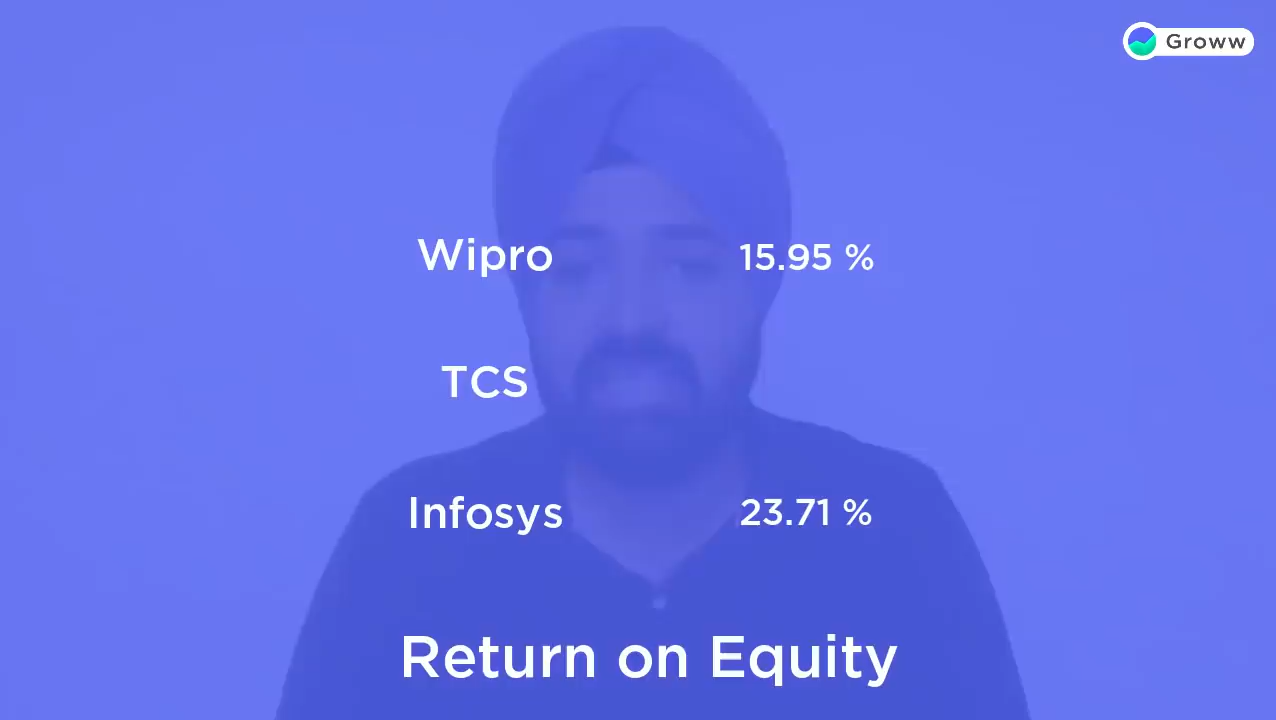 Groww
Wipro 15.95 %
TCS
Infosys 23.71 %
Return on Equity